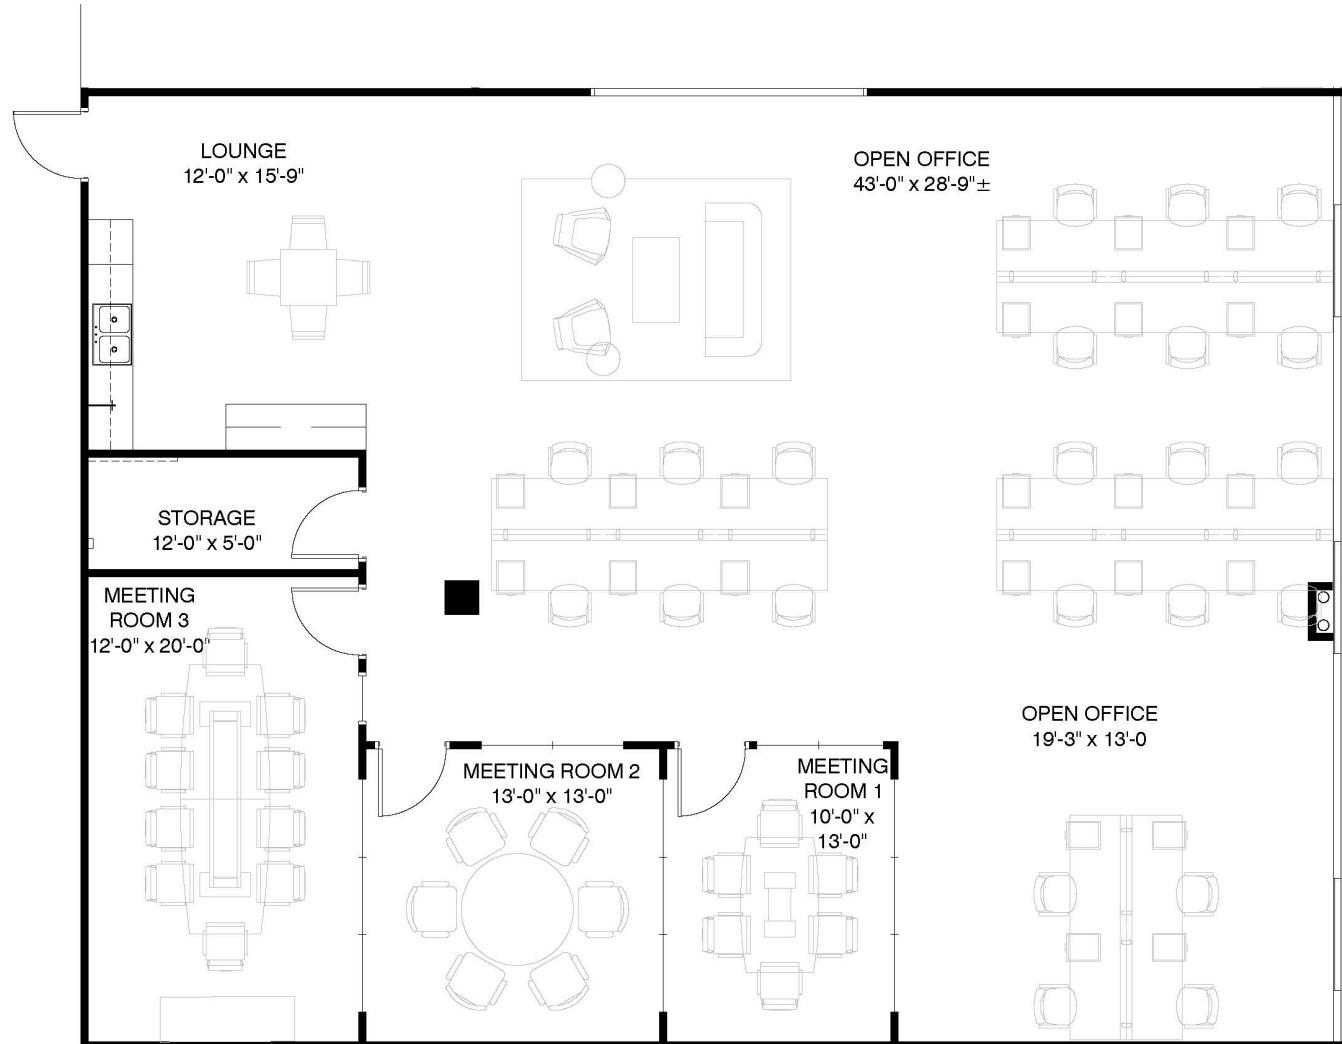 LOUNGE
12'-0" x 15'-9"
OPEN OFFICE
43'-0" x 28'-9"±
STORAGE
12'-0" x 5'-0"
MEETING
ROOM 3
12'-0" x 20'-0"
OPEN OFFICE
19'-3" x 13'-0
MEETING ROOM 2
13'-0" x 13'-0"
MEETING
ROOM 1
10'-0" x
13'-0"